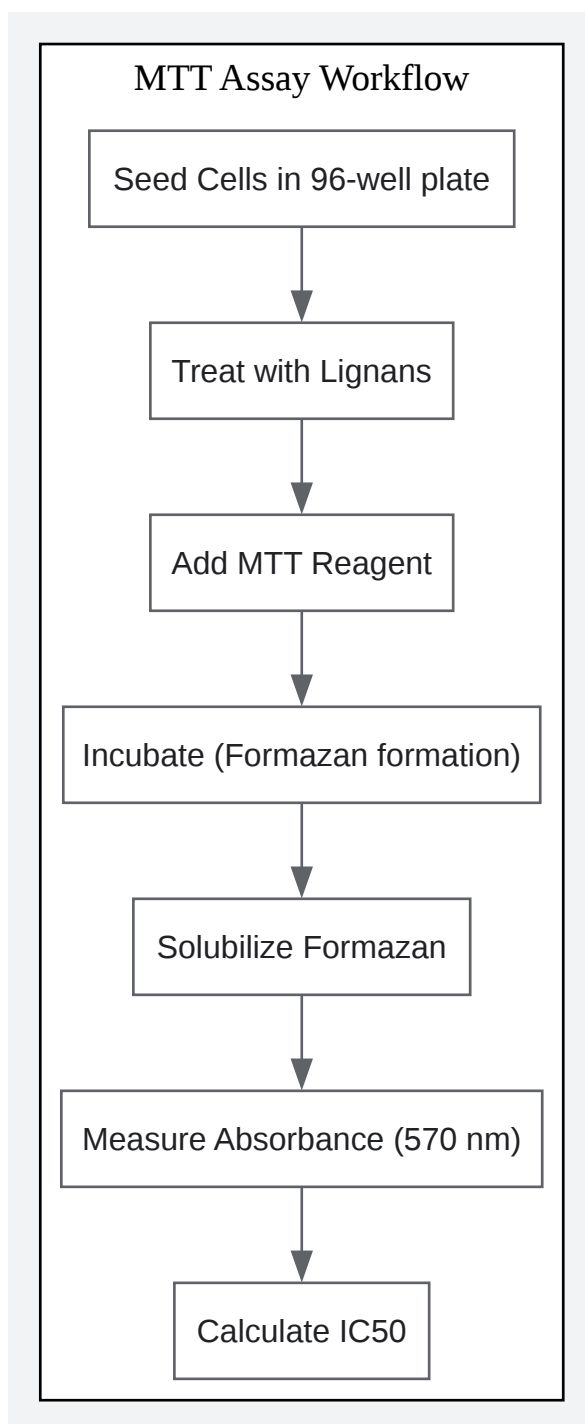 MTT Assay Workflow
Seed Cells in 96-well plate
Treat with Lignans
Add MTT Reagent
Incubate (Formazan formation)
Solubilize Formazan
Measure Absorbance (570 nm)
Calculate IC50